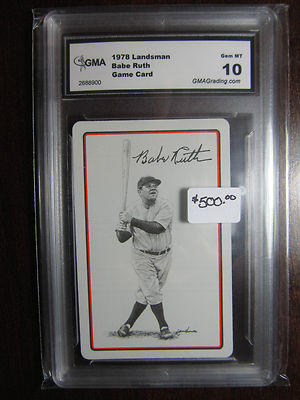 GMA
2688900
1978 Landsman
Babe Ruth
Game Card
Gem MT
10
GMAGrading.com
Babe Ruth
$500.00